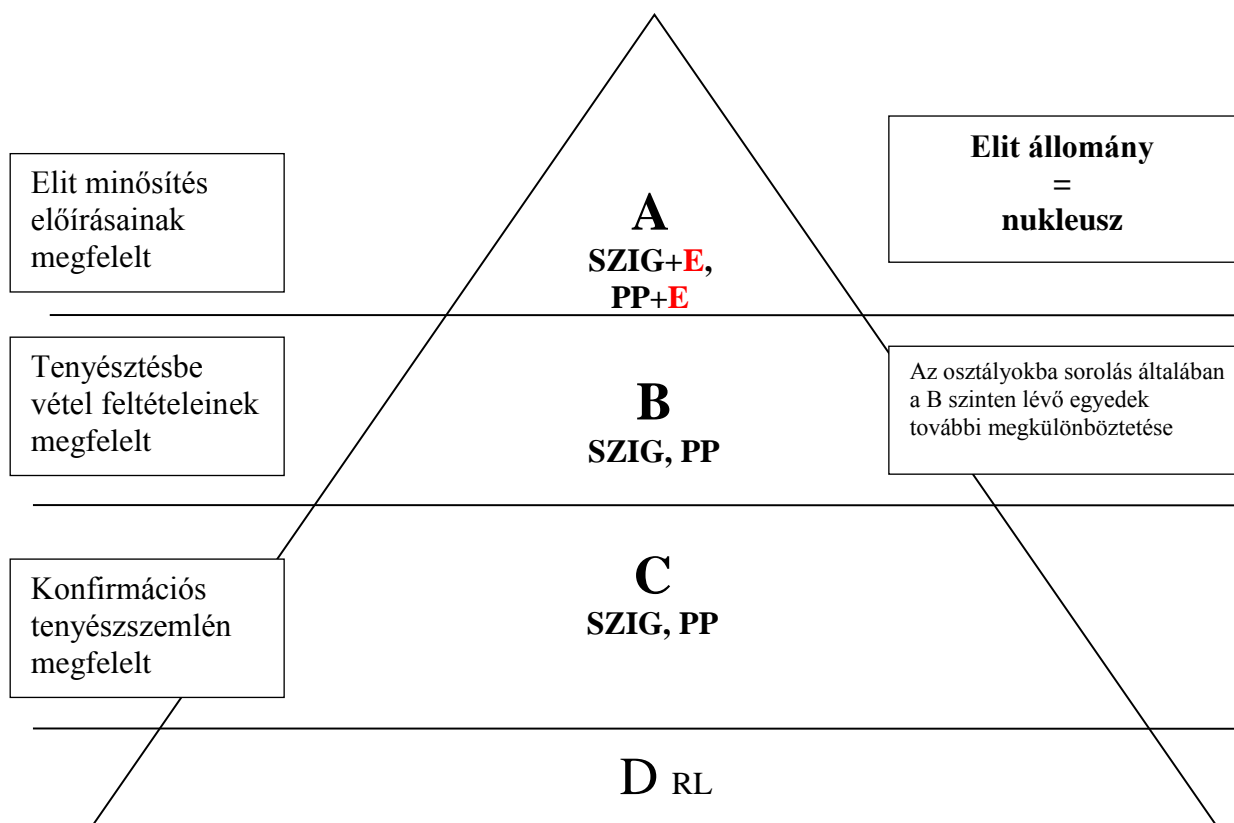 Elit minősítés
előírásainak
megfelelt
A
SZIG+E,
PP+E
Elit állomány
=
nukleusz
Tenyésztésbe
vétel feltételeinek
megfelelt
B
SZIG, PP
Az osztályokba sorolás általában
a B szinten lévő egyedek
további megkülönböztetése
Konfirmációs
tenyészszemlén
megfelelt
C
SZIG, PP
D RL